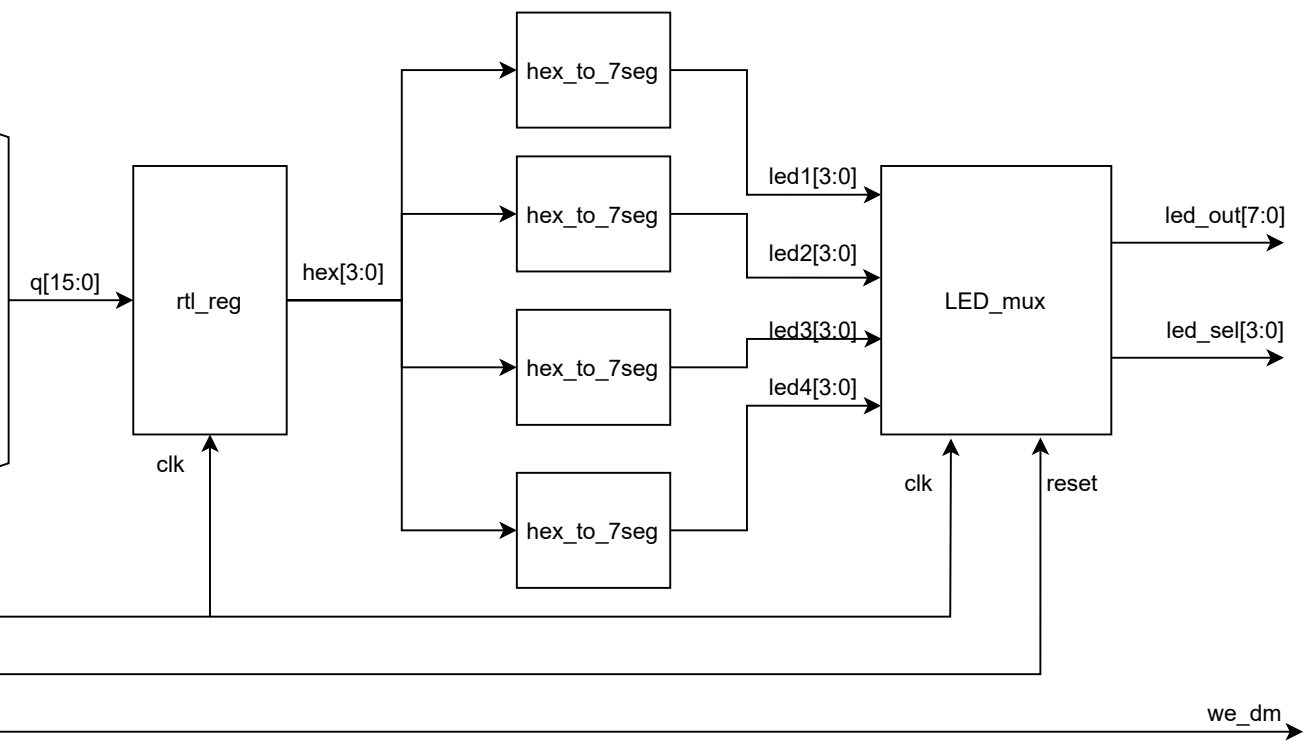 hex_to_7seg
led1[3:0]
hex_to_7seg
led_out[7:0]
led2[3:0]
hex[3:0]
q[15:0]
rtl_reg
LED_mux
led3[3:0]
led_sel[3:0]
hex_to_7seg
led4[3:0]
clk
clk
reset
hex_to_7seg
we_dm